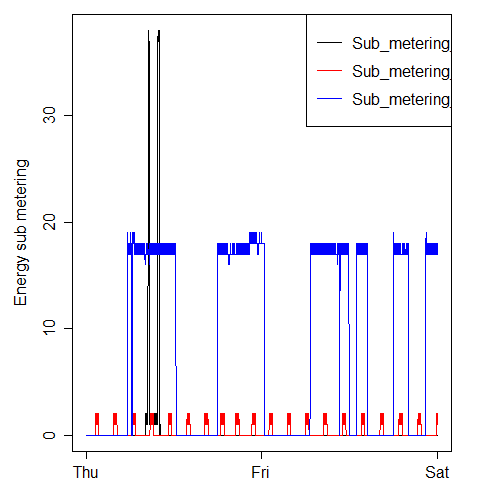 Sub_metering_
Sub_metering_
Sub_metering_
Energy sub metering
30
20
10
0
Thu Fri Sat